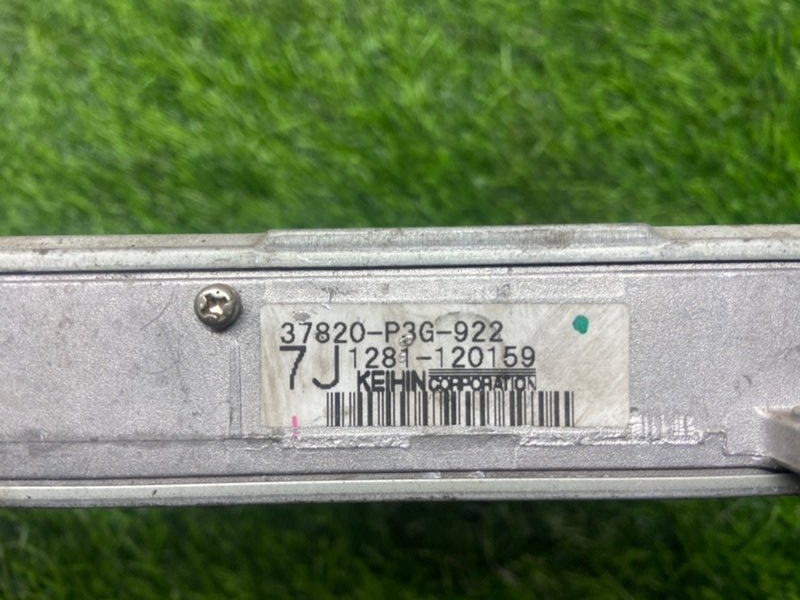 37820-P3G-922
7J 1281-120159
KEIHIN CORPORATION